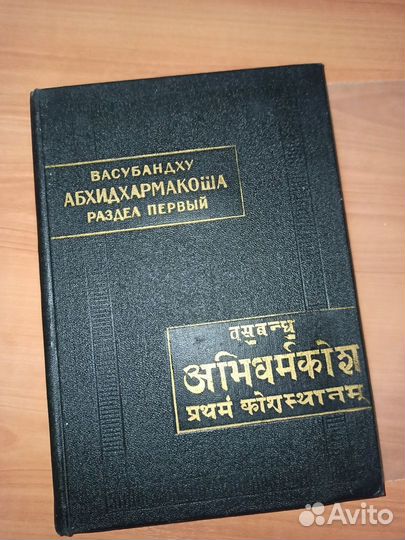 ВАСУБАНДХУ
АБХИДХАРМАКОША
РАЗДЕЛ ПЕРВЫЙ
वसुबन्धु
अभिधर्मकोश
प्रथमं कोशस्थानम्
Avito